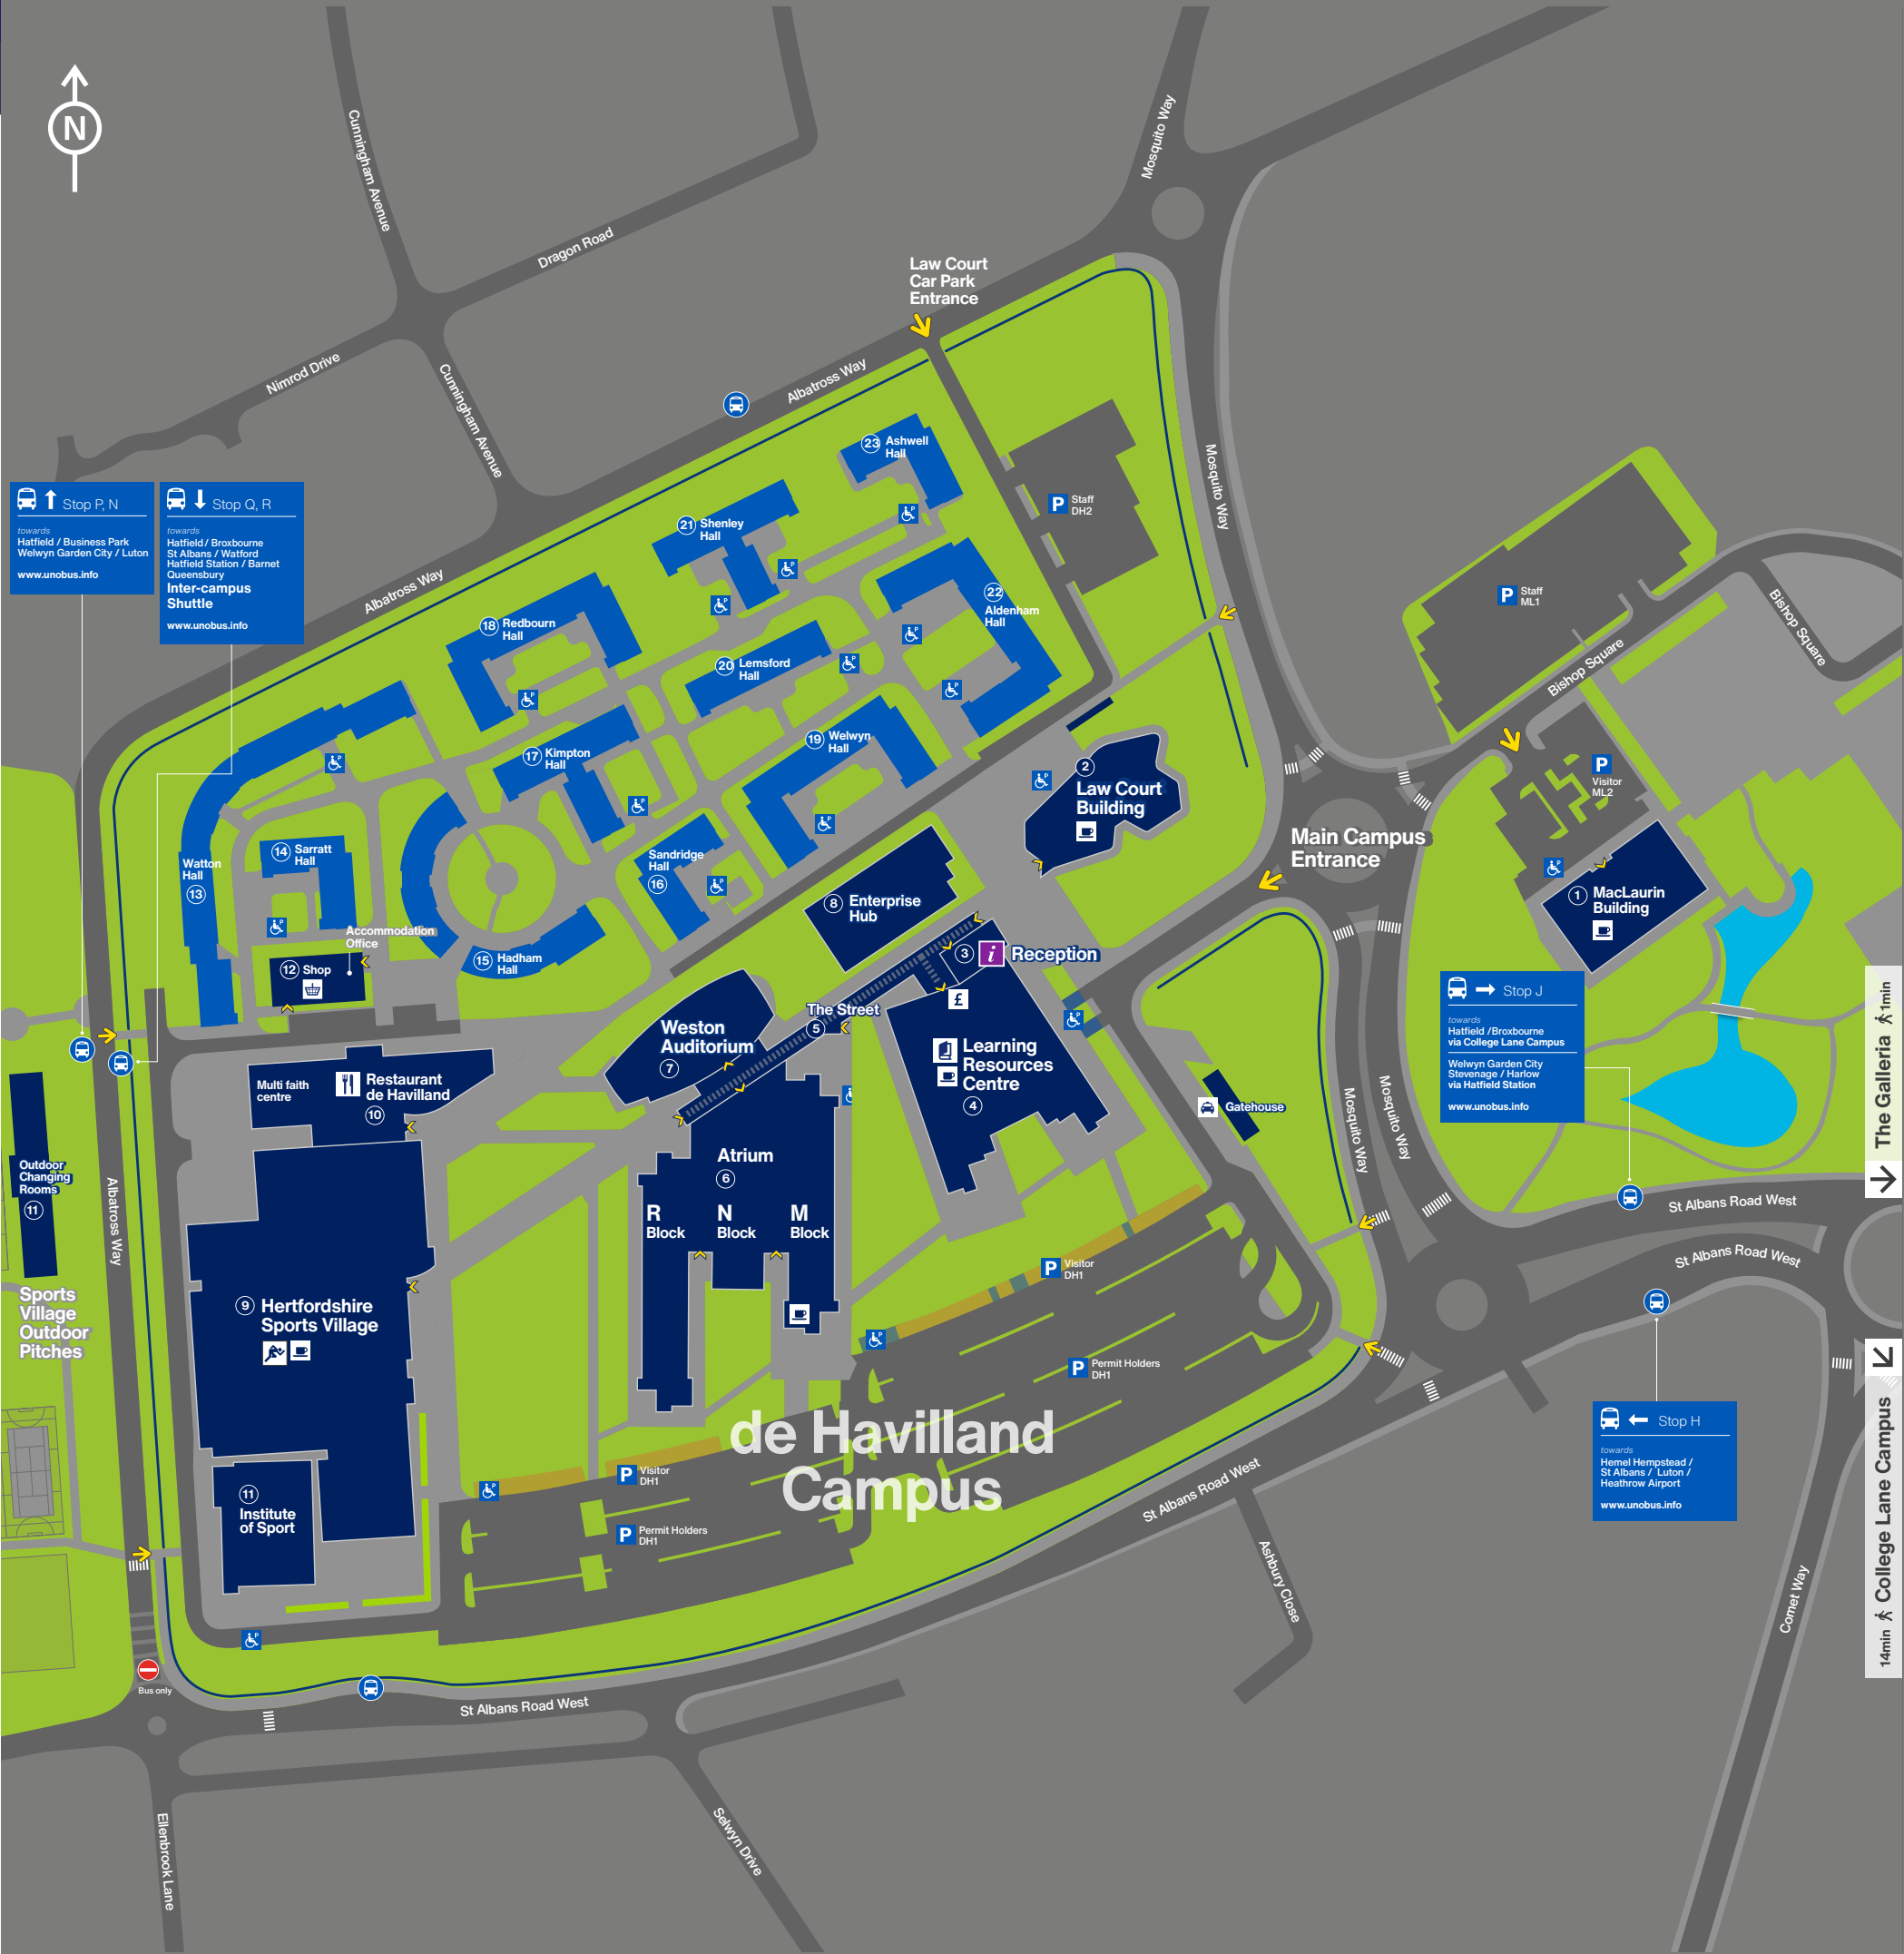 N
Cunningham Avenue
Mosquito Way
Dragon Road
Law Court
Car Park
Entrance
Nimrod Drive
Cunningham Avenue
Albatross Way
23 Ashwell
Hall
Mosquito Way
P Staff
DH2
Stop P, N
towards
Hatfield / Business Park
Welwyn Garden City / Luton
www.unobus.info
Stop Q, R
towards
Hatfield / Broxbourne
St Albans / Watford
Hatfield Station / Barnet
Queensbury
Inter-campus
Shuttle
www.unobus.info
21 Shenley
Hall
Albatross Way
22
Aldenham
Hall
P Staff
ML1
Bishop Square
Bishop Square
18 Redbourn
Hall
20 Lemsford
Hall
17 Kimpton
Hall
19 Welwyn
Hall
P
Visitor
ML2
2
Law Court
Building
Main Campus
Entrance
14 Sarratt
Hall
Watton
Hall
13
Sandridge
Hall
16
8 Enterprise
Hub
1 MacLaurin
Building
Accommodation
Office
12 Shop
15 Hadham
Hall
3 i Reception
£
The Street
5
Weston
Auditorium
7
Learning
Resources
Centre
4
Stop J
towards
Hatfield /Broxbourne
via College Lane Campus
Welwyn Garden City
Stevenage / Harlow
via Hatfield Station
www.unobus.info
The Galleria 1min
Multi faith
centre
Restaurant
de Havilland
10
Gatehouse
Mosquito Way
Mosquito Way
Outdoor
Changing
Rooms
11
Albatross Way
Atrium
6
R
Block
N
Block
M
Block
St Albans Road West
St Albans Road West
P Visitor
DH1
Sports
Village
Outdoor
Pitches
9 Hertfordshire
Sports Village
P Permit Holders
DH1
de Havilland
Campus
Stop H
towards
Hemel Hempstead /
St Albans / Luton /
Heathrow Airport
www.unobus.info
14min College Lane Campus
P Visitor
DH1
11
Institute
of Sport
P Permit Holders
DH1
St Albans Road West
Ashbury Close
Comet Way
Bus only
St Albans Road West
Ellenbrook Lane
Selwyn Drive